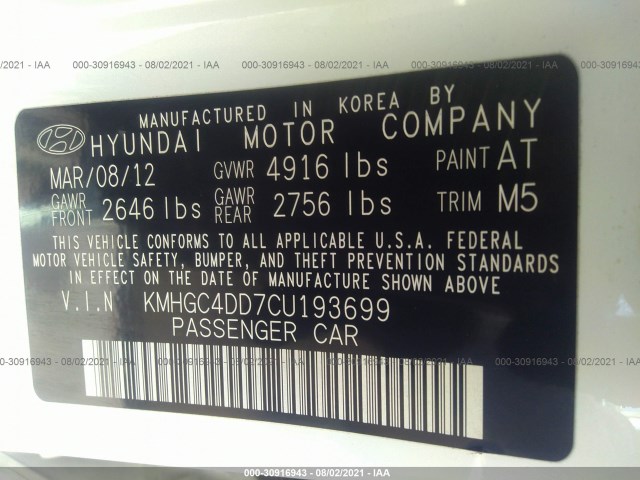 000-30916943 - 08/02/2021 - IAA
MANUFACTURED IN KOREA BY
HYUNDAI MOTOR COMPANY
MAR/08/12 GVWR 4916 lbs PAINT AT
GAWR FRONT 2646 lbs GAWR REAR 2756 lbs TRIM M5
THIS VEHICLE CONFORMS TO ALL APPLICABLE U.S.A. FEDERAL
MOTOR VEHICLE SAFETY, BUMPER, AND THEFT PREVENTION STANDARDS
IN EFFECT ON THE DATE OF MANUFACTURE SHOWN ABOVE
V.I.N KMHGC4DD7CU193699
PASSENGER CAR
000-30916943 - 08/02/2021 - IAA